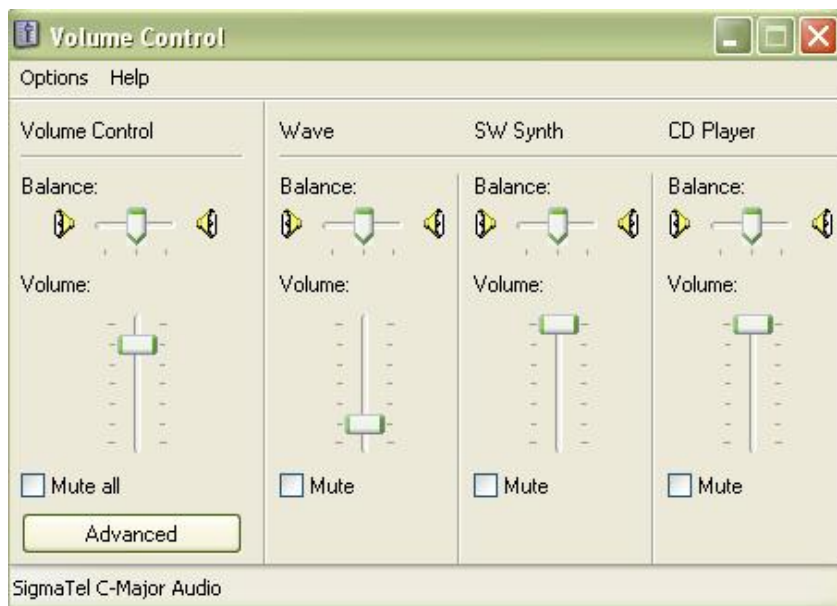 Volume Control
Options Help
Volume Control Wave SW Synth CD Player
Balance: Balance: Balance: Balance:
Volume: Volume: Volume: Volume:
Mute all Mute Mute Mute
Advanced
SigmaTel C-Major Audio